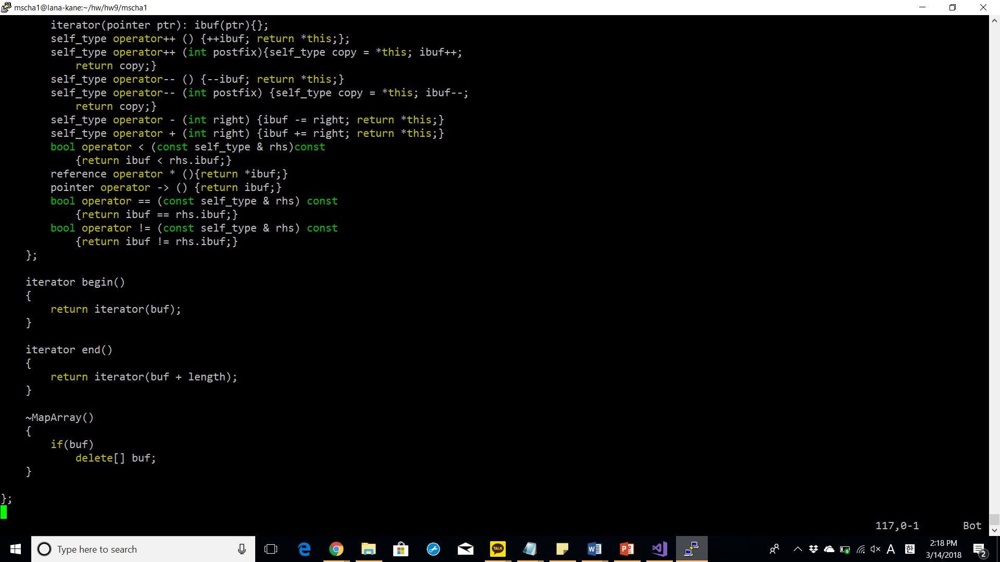 mscha1@lana-kane:~/hw/hw9/mscha1
iterator(pointer ptr): ibuf(ptr){};
self_type operator++ () {++ibuf; return *this;};
self_type operator++ (int postfix){self_type copy = *this; ibuf++;
return copy;}
self_type operator-- () {--ibuf; return *this;}
self_type operator-- (int postfix) {self_type copy = *this; ibuf--;
return copy;}
self_type operator - (int right) {ibuf -= right; return *this;}
self_type operator + (int right) {ibuf += right; return *this;}
bool operator < (const self_type & rhs)const
{return ibuf < rhs.ibuf;}
reference operator * (){return *ibuf;}
pointer operator -> () {return ibuf;}
bool operator == (const self_type & rhs) const
{return ibuf == rhs.ibuf;}
bool operator != (const self_type & rhs) const
{return ibuf != rhs.ibuf;}
};
iterator begin()
{
return iterator(buf);
}
iterator end()
{
return iterator(buf + length);
}
~MapArray()
{
if(buf)
delete[] buf;
}
};
117,0-1 Bot
Type here to search
TALK
A 한
2:18 PM
3/14/2018
2